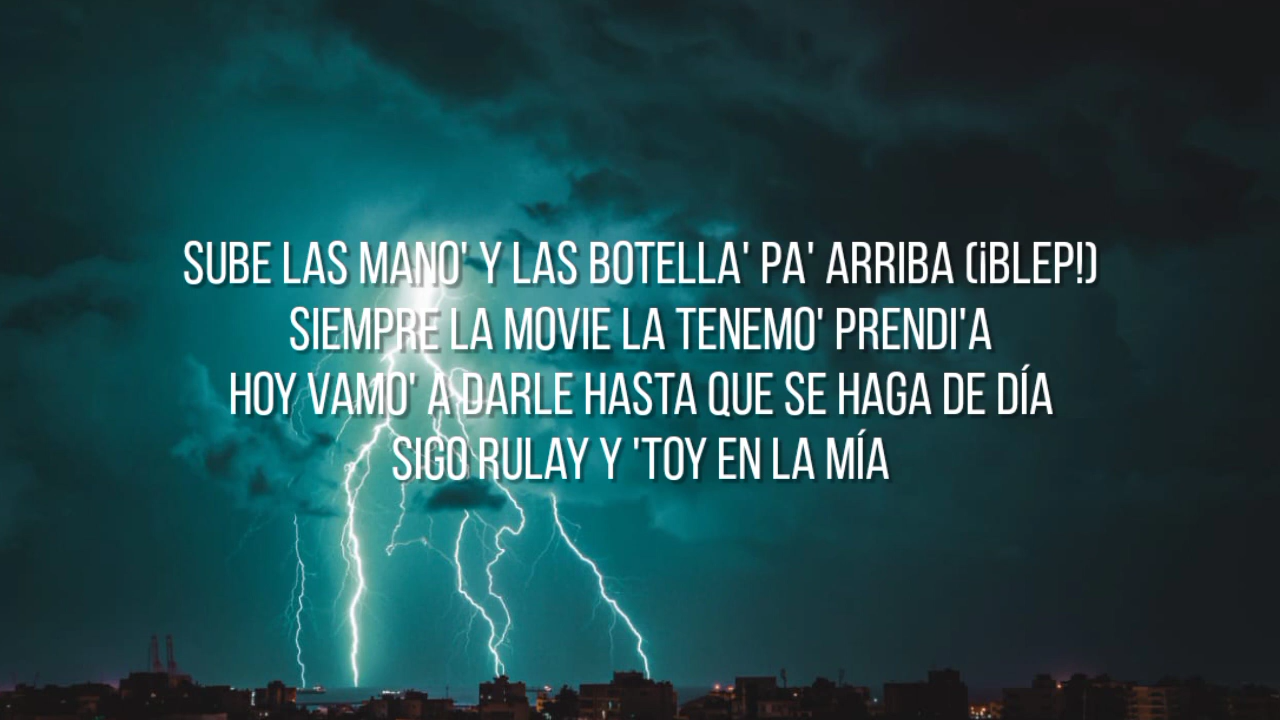 SUBE LAS MANO' Y LAS BOTELLA' PA' ARRIBA (¡BLEP!)
SIEMPRE LA MOVIE LA TENEMO' PRENDI'A
HOY VAMO' A DARLE HASTA QUE SE HAGA DE DÍA
SIGO RULAY Y 'TOY EN LA MÍA